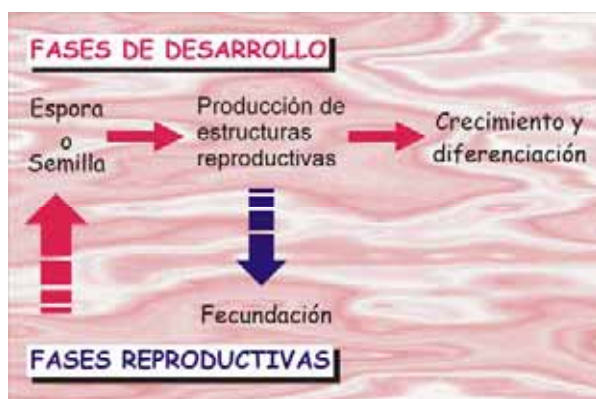 FASES DE DESARROLLO
Espora
o
Semilla
Producción de
estructuras
reproductivas
Crecimiento y
diferenciación
Fecundación
FASES REPRODUCTIVAS